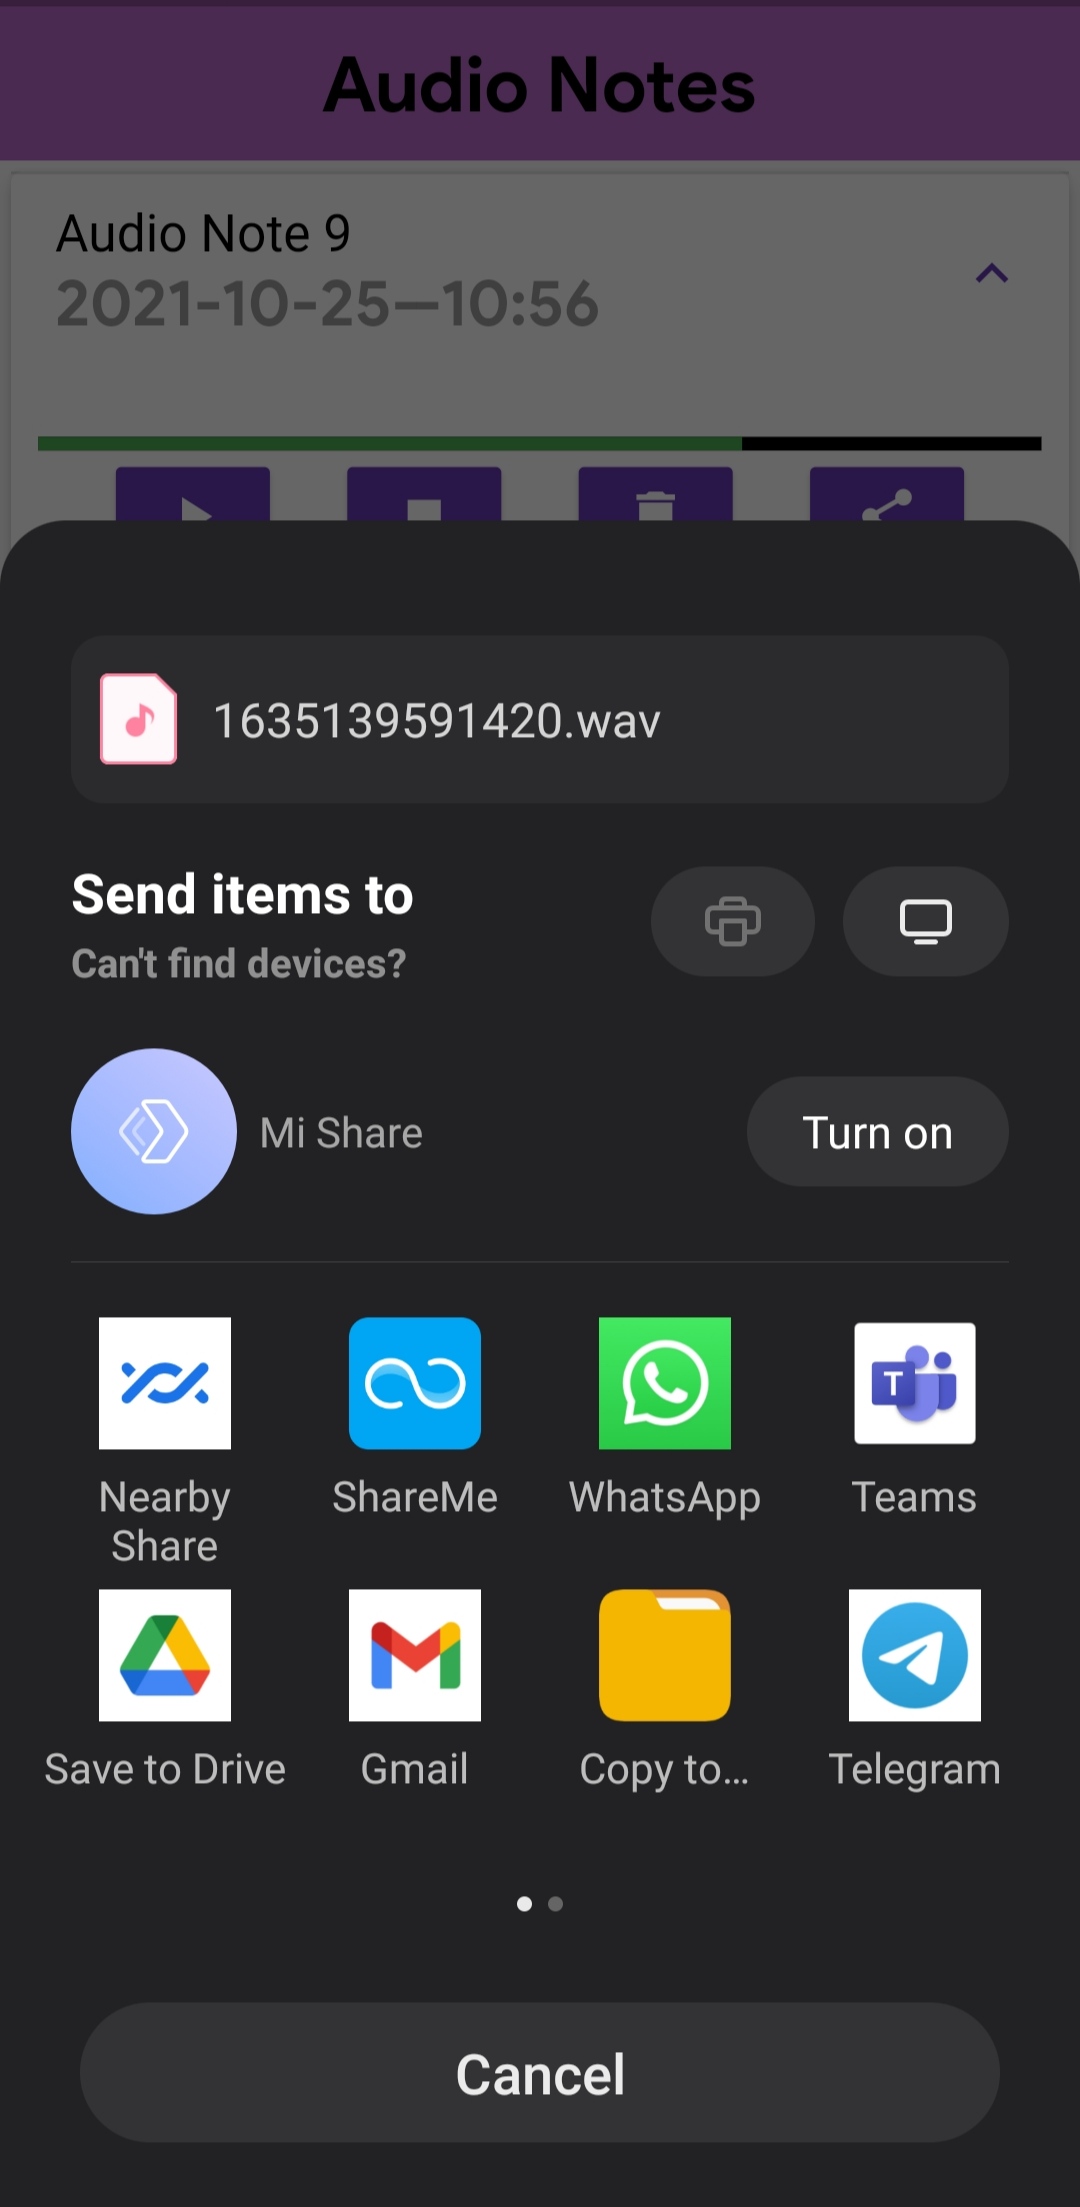 Audio Notes
Audio Note 9
2021-10-25—10:56
1635139591420.wav
Send items to
Can't find devices?
Mi Share
Turn on
Nearby
Share
ShareMe
WhatsApp
T
Teams
Save to Drive
Gmail
Copy to...
Telegram
Cancel